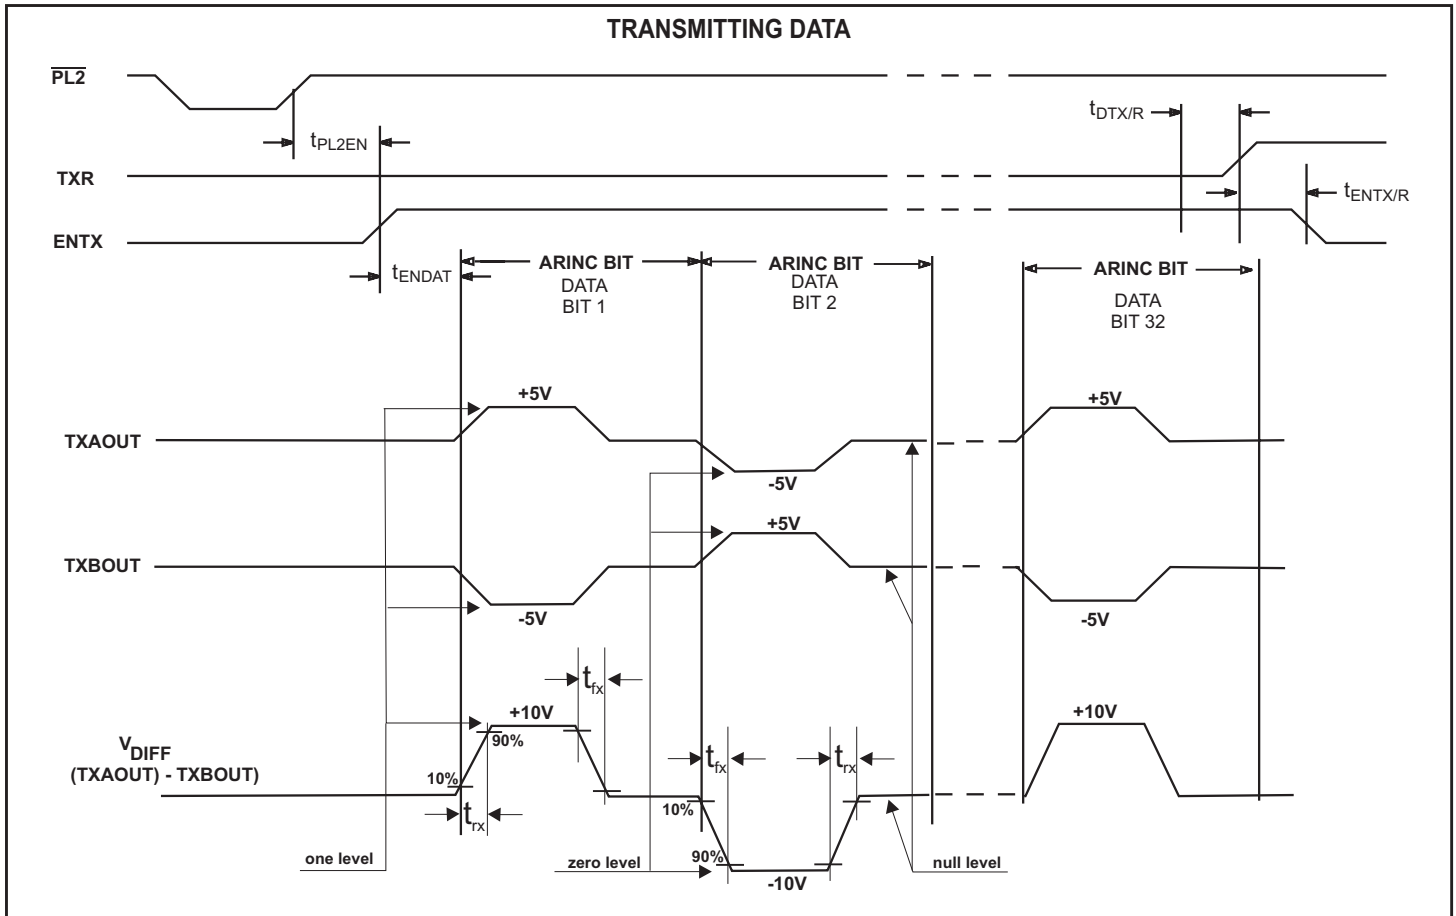 TRANSMITTING DATA
PL2
tDTX/R
tPL2EN
TXR
tENTX/R
ENTX
tENDAT
ARINC BIT
DATA
BIT 1
ARINC BIT
DATA
BIT 2
ARINC BIT
DATA
BIT 32
+5V
+5V
TXAOUT
-5V
+5V
TXBOUT
-5V
-5V
tfx
+10V
+10V
VDIFF
(TXAOUT) - TXBOUT)
90%
tfx
trx
10%
10%
trx
90%
one level
zero level
null level
-10V